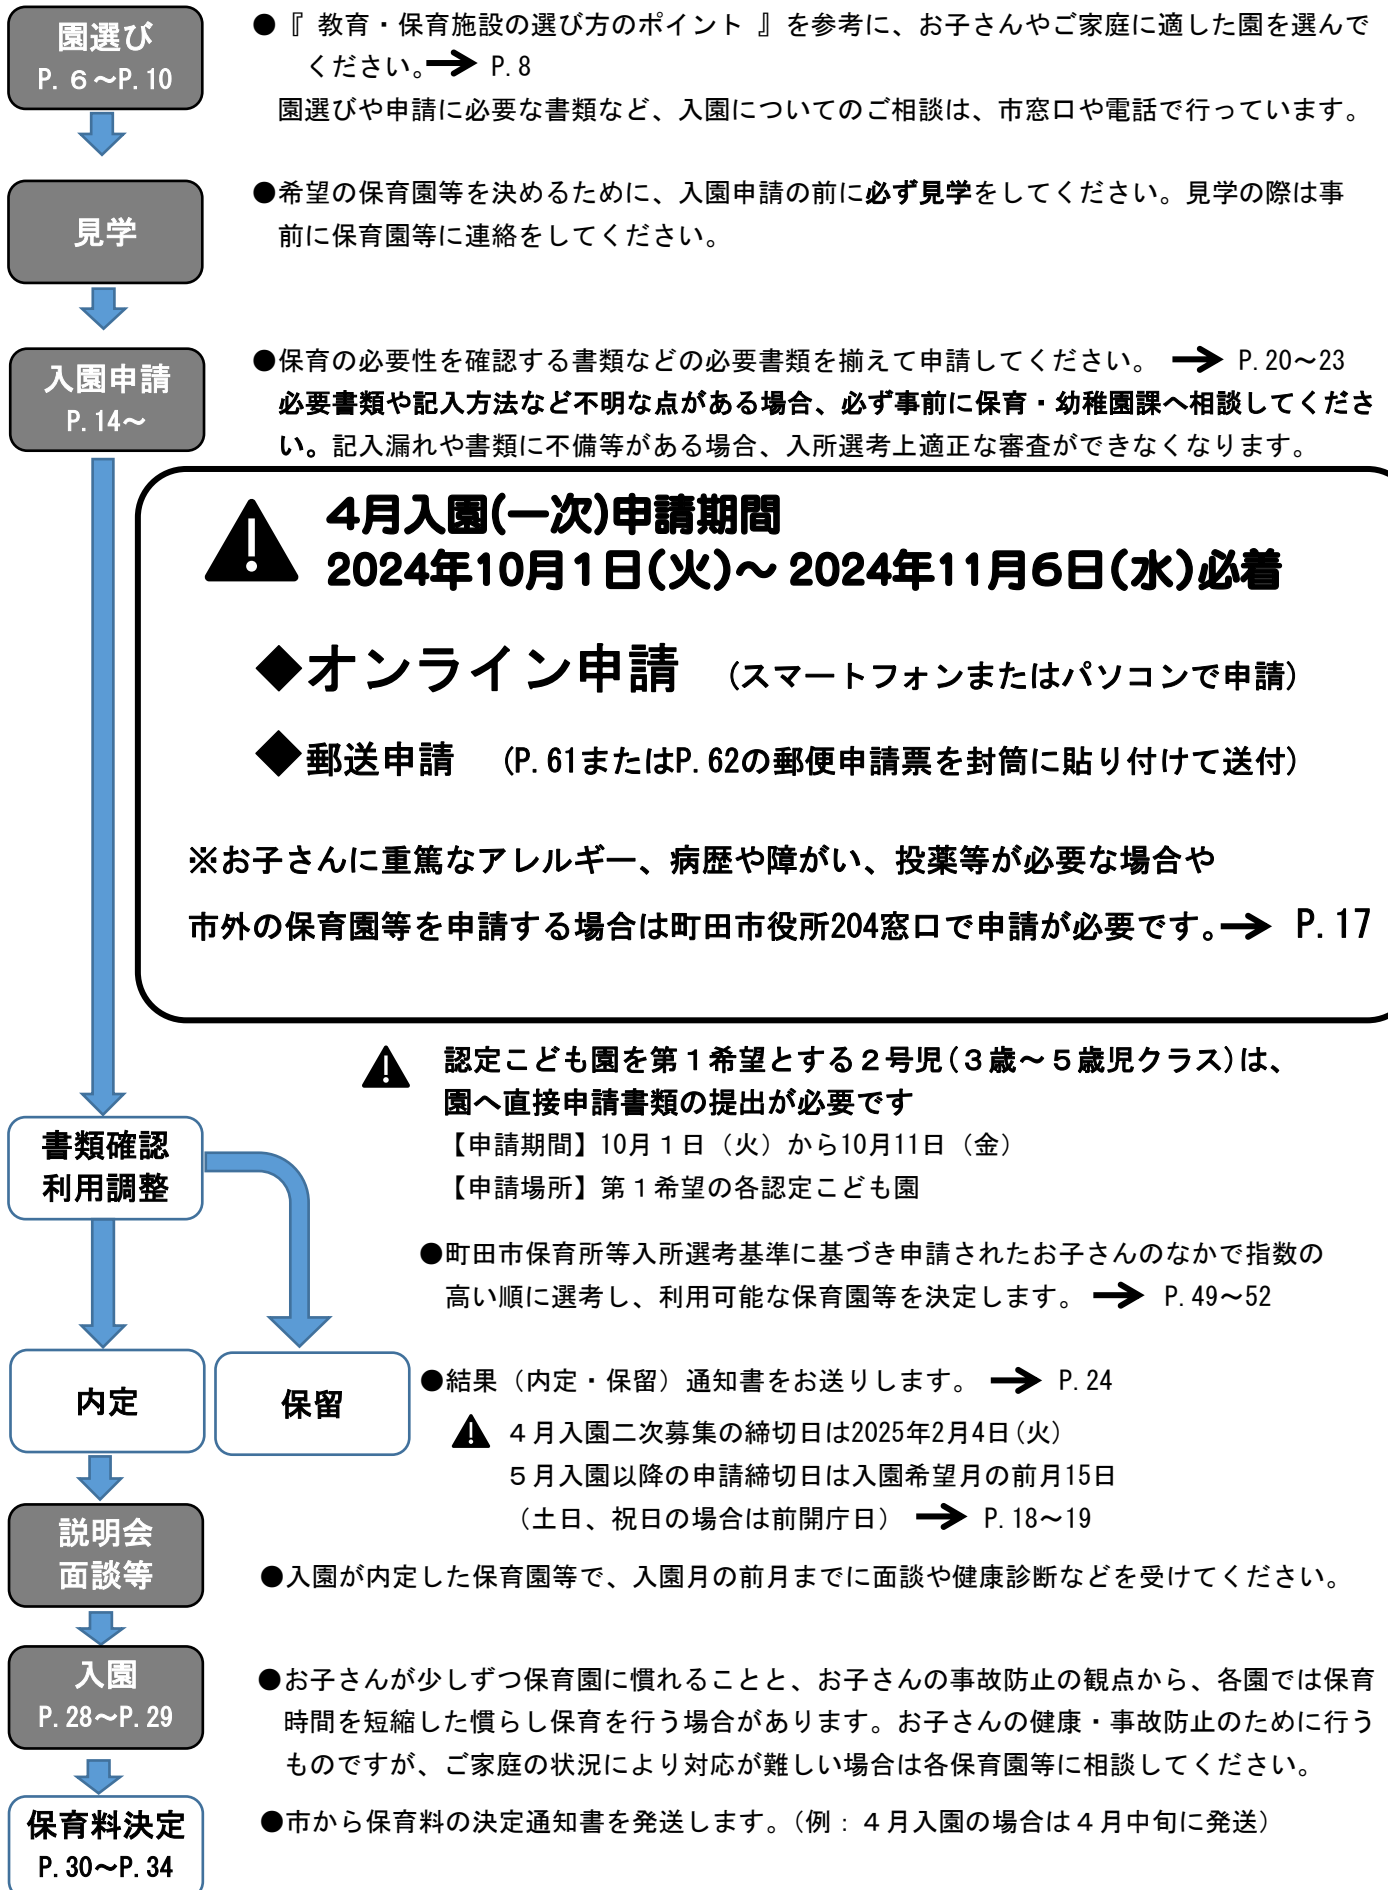 園選び
P.６～P.10
●『 教育・保育施設の選び方のポイント 』を参考に、お子さんやご家庭に適した園を選んで
ください。➔ P.8
園選びや申請に必要な書類など、入園についてのご相談は、市窓口や電話で行っています。
見学
●希望の保育園等を決めるために、入園申請の前に必ず見学をしてください。見学の際は事
前に保育園等に連絡をしてください。
入園申請
P.14～
●保育の必要性を確認する書類などの必要書類を揃えて申請してください。 ➔ P.20～23
必要書類や記入方法など不明な点がある場合、必ず事前に保育・幼稚園課へ相談してくださ
い。記入漏れや書類に不備等がある場合、入所選考上適正な審査ができなくなります。
４月入園(一次)申請期間
2024年10月１日(火)～ 2024年11月６日(水)必着
◆オンライン申請 (スマートフォンまたはパソコンで申請)
◆郵送申請 (P.61またはP.62の郵便申請票を封筒に貼り付けて送付)
※お子さんに重篤なアレルギー、病歴や障がい、投薬等が必要な場合や
市外の保育園等を申請する場合は町田市役所204窓口で申請が必要です。➔ P.17
認定こども園を第１希望とする２号児(３歳～５歳児クラス)は、
園へ直接申請書類の提出が必要です
【申請期間】10月１日（火）から10月11日（金）
【申請場所】第１希望の各認定こども園
書類確認
利用調整
●町田市保育所等入所選考基準に基づき申請されたお子さんのなかで指数の
高い順に選考し、利用可能な保育園等を決定します。 ➔ P.49～52
内定
保留
●結果（内定・保留）通知書をお送りします。 ➔ P.24
４月入園二次募集の締切日は2025年2月4日(火)
５月入園以降の申請締切日は入園希望月の前月15日
（土日、祝日の場合は前開庁日） ➔ P.18～19
説明会
面談等
●入園が内定した保育園等で、入園月の前月までに面談や健康診断などを受けてください。
入園
P.28～P.29
●お子さんが少しずつ保育園に慣れることと、お子さんの事故防止の観点から、各園では保育
時間を短縮した慣らし保育を行う場合があります。お子さんの健康・事故防止のために行う
ものですが、ご家庭の状況により対応が難しい場合は各保育園等に相談してください。
保育料決定
P.30～P.34
●市から保育料の決定通知書を発送します。(例：４月入園の場合は４月中旬に発送)